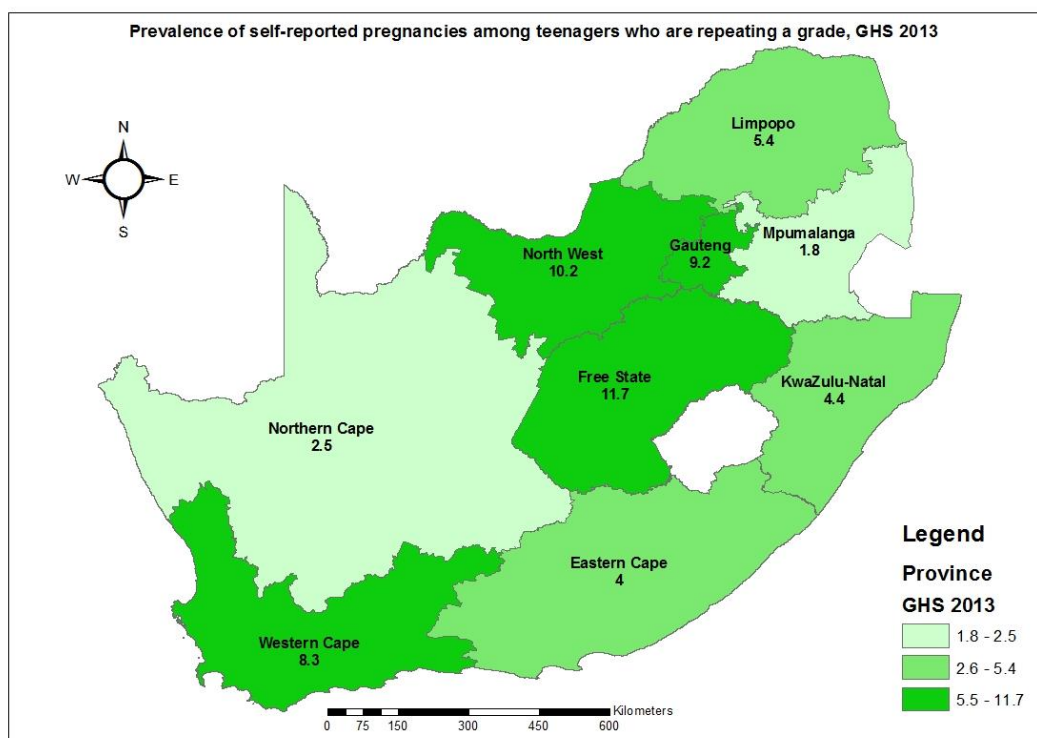 Prevalence of self-reported pregnancies among teenagers who are repeating a grade, GHS 2013
N
W
E
S
Limpopo
5.4
North West
10.2
Gauteng
9.2
Mpumalanga
1.8
Free State
11.7
KwaZulu-Natal
4.4
Northern Cape
2.5
Eastern Cape
4
Western Cape
8.3
Legend
Province
GHS 2013
1.8 - 2.5
2.6 - 5.4
5.5 - 11.7
Kilometers
0 75 150 300 450 600